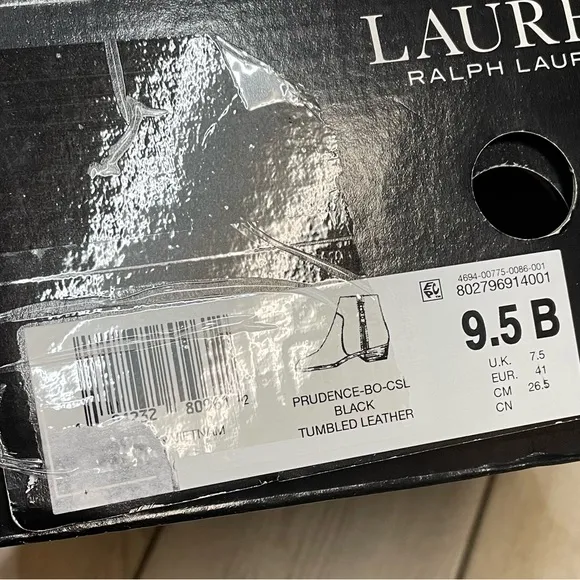 LAURE
RALPH LAUR
4694-00775-0086-001
802796914001
9.5 B
U.K. 7.5
EUR. 41
CM 26.5
CN
PRUDENCE-BO-CSL
BLACK
TUMBLED LEATHER
VIETNAM